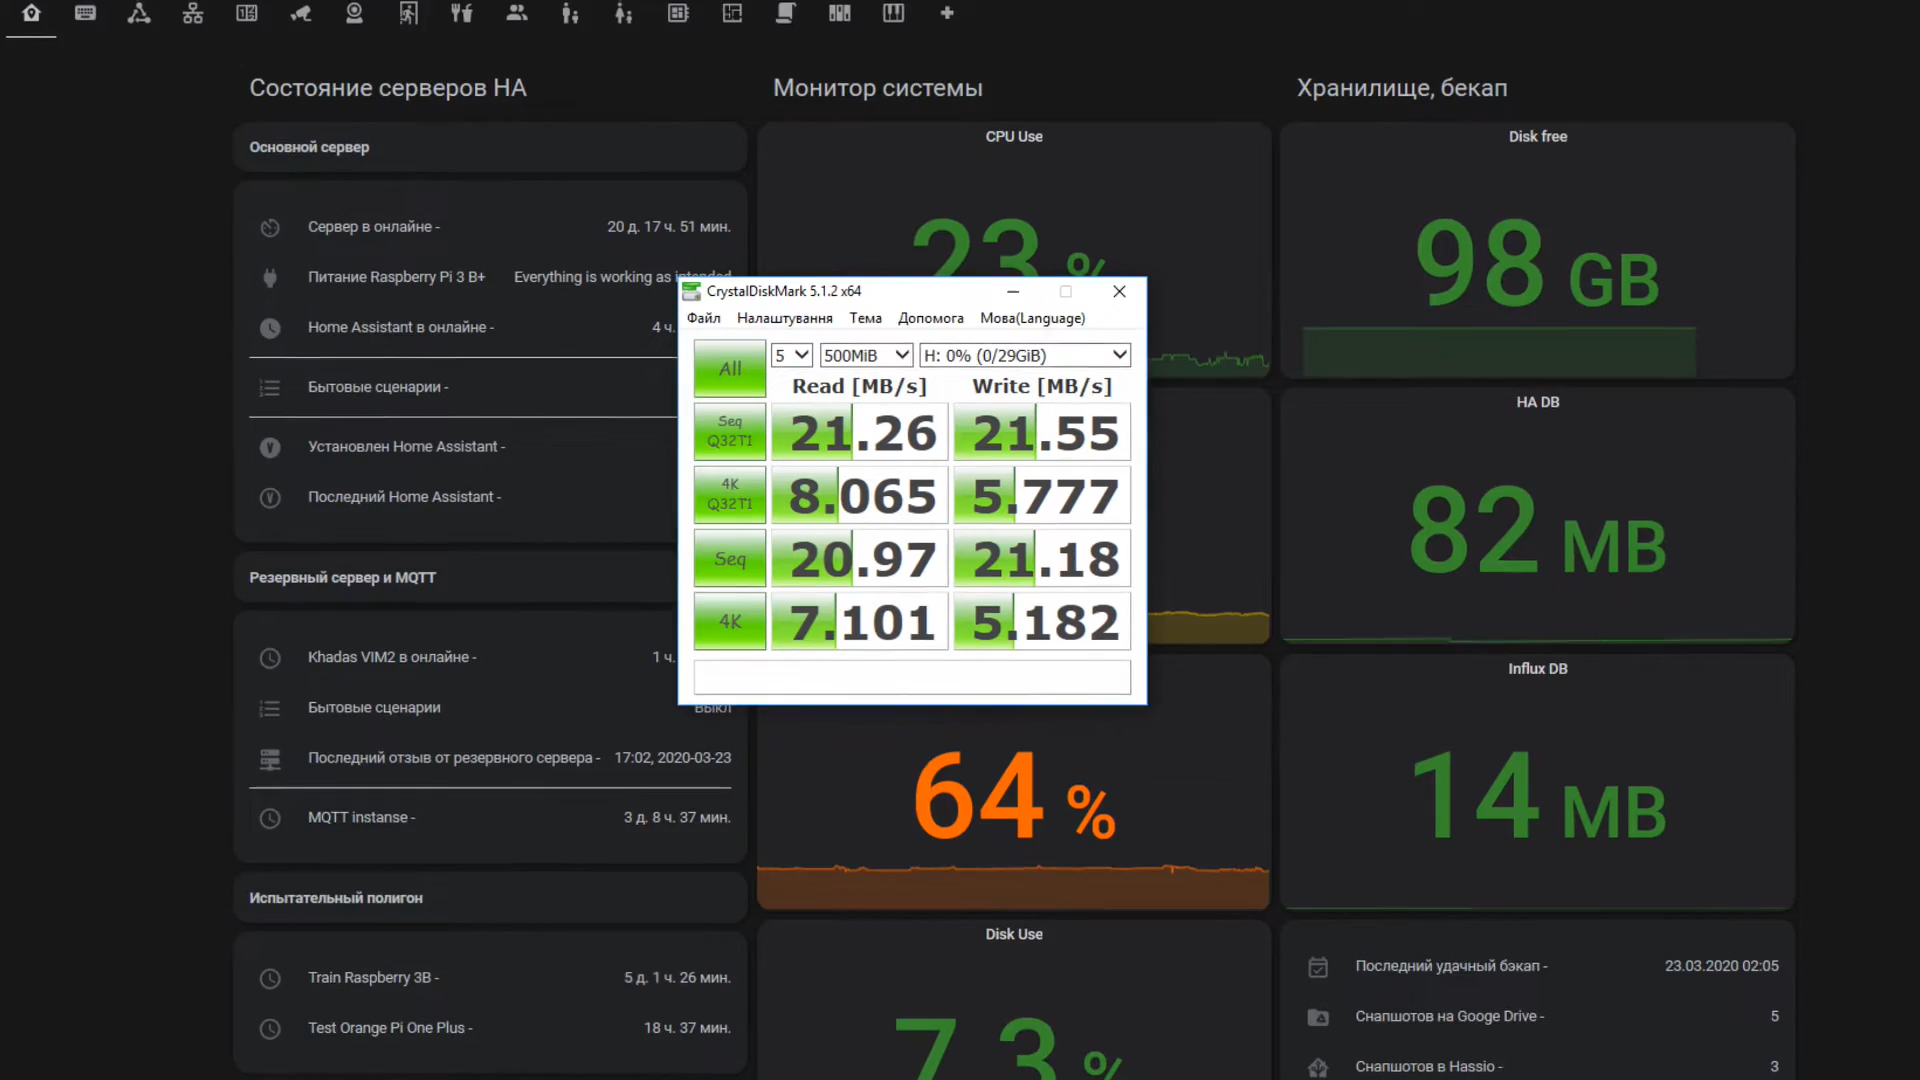 Состояние серверов HA
Основной сервер
Сервер в онлайне -
20 д. 17 ч. 51 мин.
Питание Raspberry Pi 3 B+
Everything is working as intended
Home Assistant в онлайне -
4 ч.
Бытовые сценарии -
Установлен Home Assistant -
Последний Home Assistant -
Резервный сервер и MQTT
Khadas VIM2 в онлайне -
1 ч.
Бытовые сценарии
Выкл
Последний отзыв от резервного сервера -
17:02, 2020-03-23
MQTT instanse -
3 д. 8 ч. 37 мин.
Испытательный полигон
Train Raspberry 3B -
5 д. 1 ч. 26 мин.
Test Orange Pi One Plus -
18 ч. 37 мин.
Монитор системы
CPU Use
23 %
CrystalDiskMark 5.1.2 x64
Файл Налаштування Тема Допомога Мова(Language)
All
5
500MiB
H: 0% (0/29GiB)
Read [MB/s]
Write [MB/s]
Seq
Q32T1
21.26
21.55
4K
Q32T1
8.065
5.777
Seq
20.97
21.18
4K
7.101
5.182
64 %
Disk Use
7.3 %
Хранилище, бекап
Disk free
98 GB
HA DB
82 MB
Influx DB
14 MB
Последний удачный бэкап -
23.03.2020 02:05
Снапшотов на Googe Drive -
5
Снапшотов в Hassio -
3